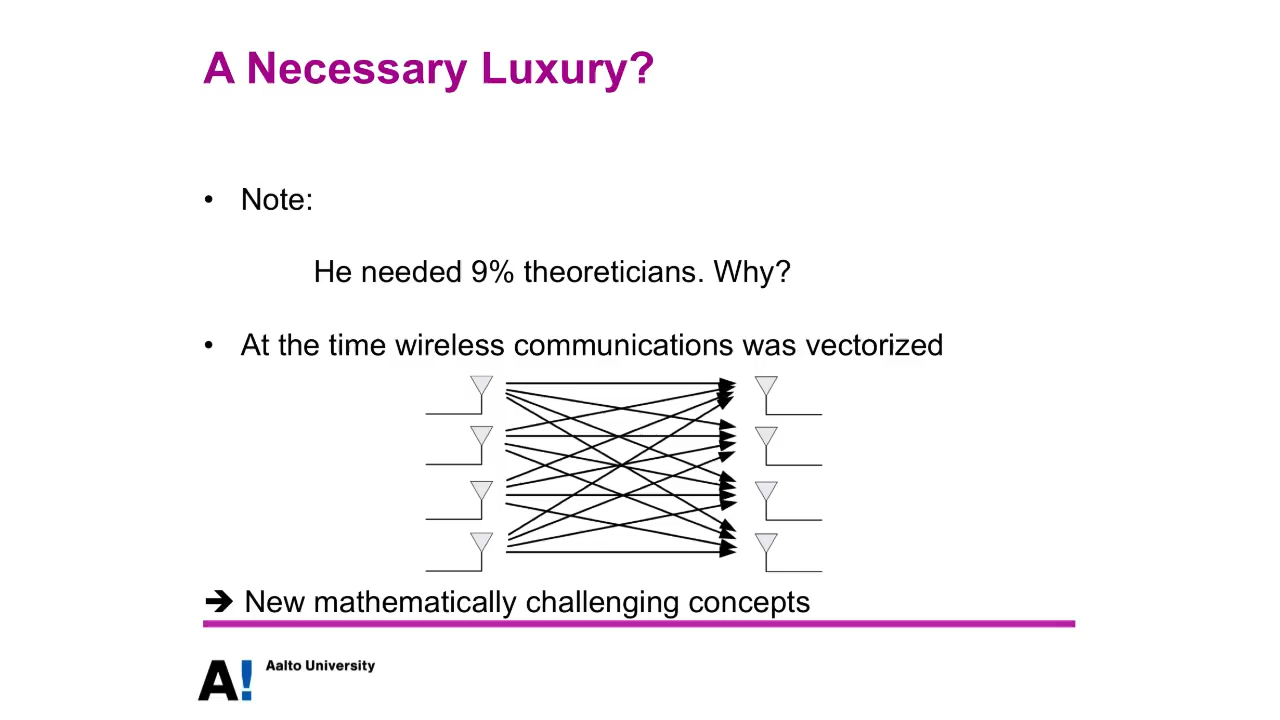 A Necessary Luxury?
• Note:
He needed 9% theoreticians. Why?
• At the time wireless communications was vectorized
➔ New mathematically challenging concepts
A! Aalto University